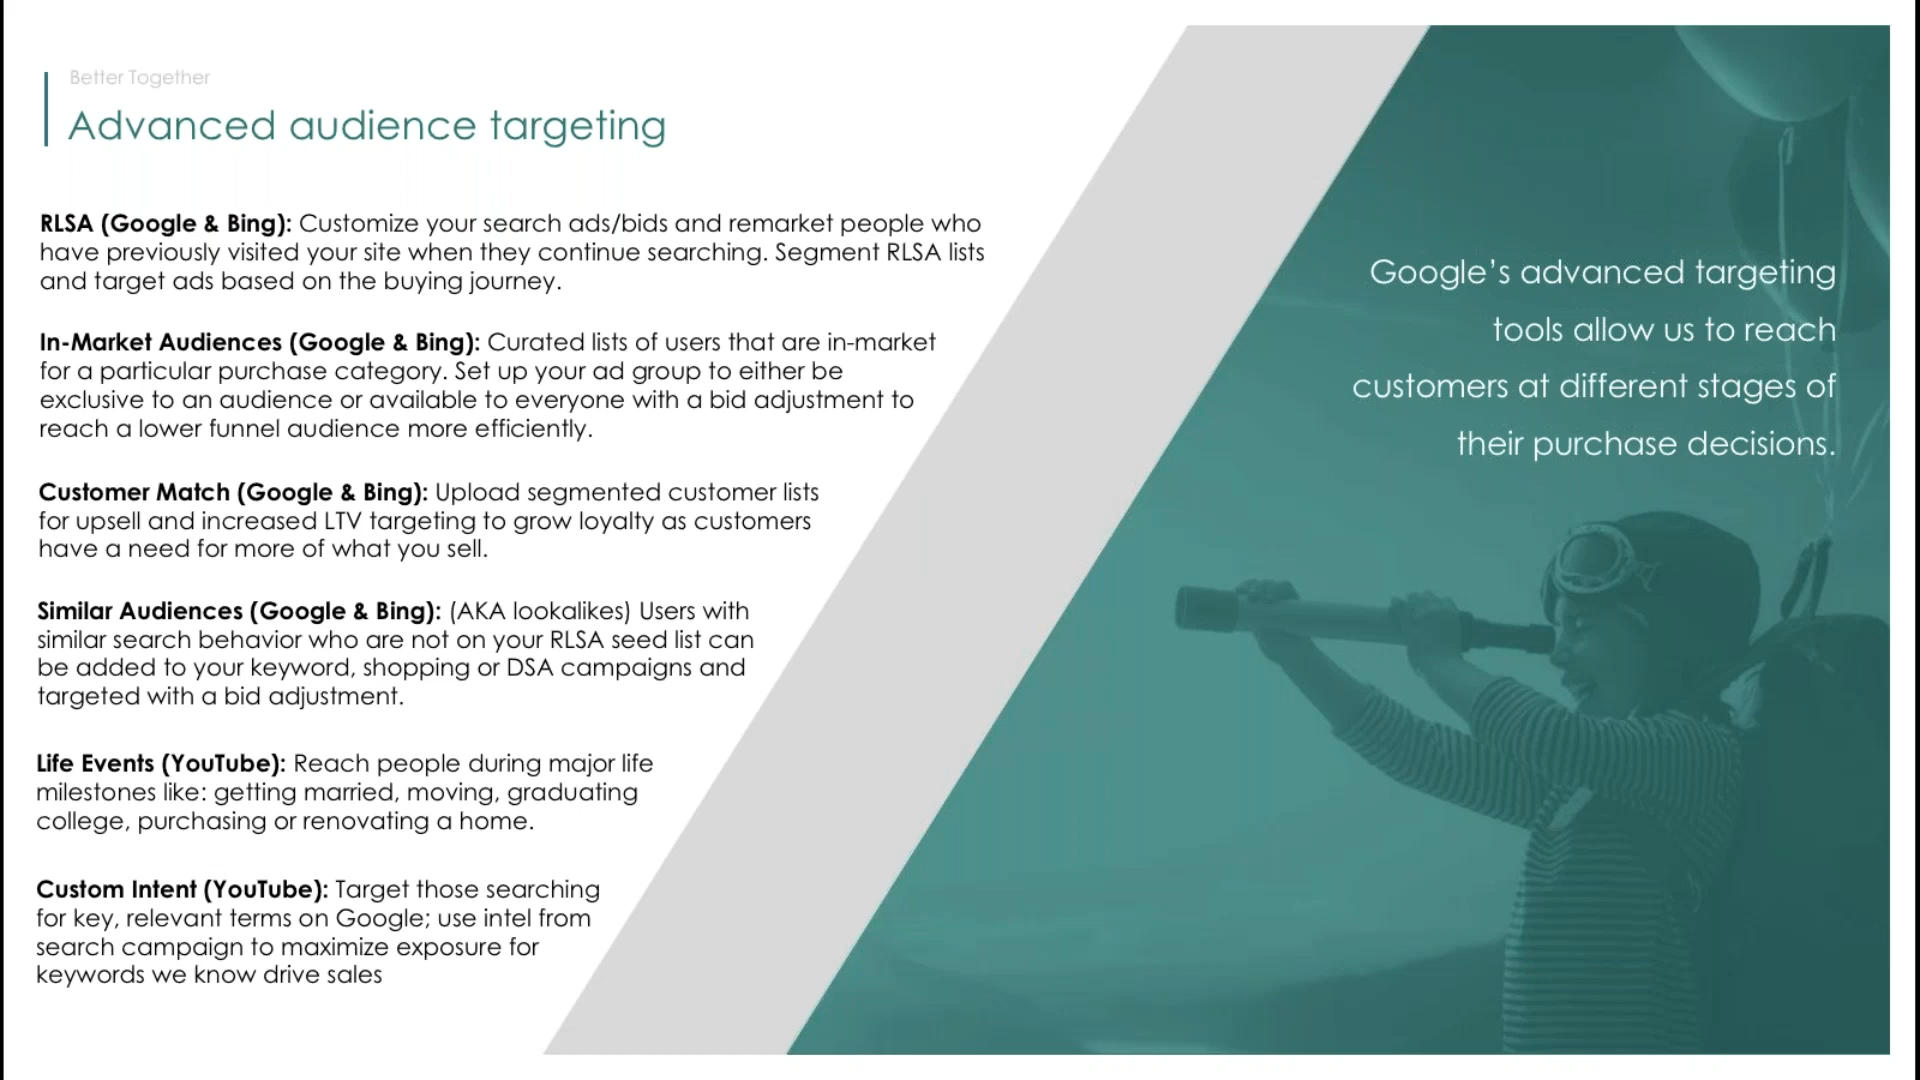 Better Together
Advanced audience targeting
RLSA (Google & Bing): Customize your search ads/bids and remarket people who
have previously visited your site when they continue searching. Segment RLSA lists
and target ads based on the buying journey.
In-Market Audiences (Google & Bing): Curated lists of users that are in-market
for a particular purchase category. Set up your ad group to either be
exclusive to an audience or available to everyone with a bid adjustment to
reach a lower funnel audience more efficiently.
Customer Match (Google & Bing): Upload segmented customer lists
for upsell and increased LTV targeting to grow loyalty as customers
have a need for more of what you sell.
Similar Audiences (Google & Bing): (AKA lookalikes) Users with
similar search behavior who are not on your RLSA seed list can
be added to your keyword, shopping or DSA campaigns and
targeted with a bid adjustment.
Life Events (YouTube): Reach people during major life
milestones like: getting married, moving, graduating
college, purchasing or renovating a home.
Custom Intent (YouTube): Target those searching
for key, relevant terms on Google; use intel from
search campaign to maximize exposure for
keywords we know drive sales
Google’s advanced targeting
tools allow us to reach
customers at different stages of
their purchase decisions.